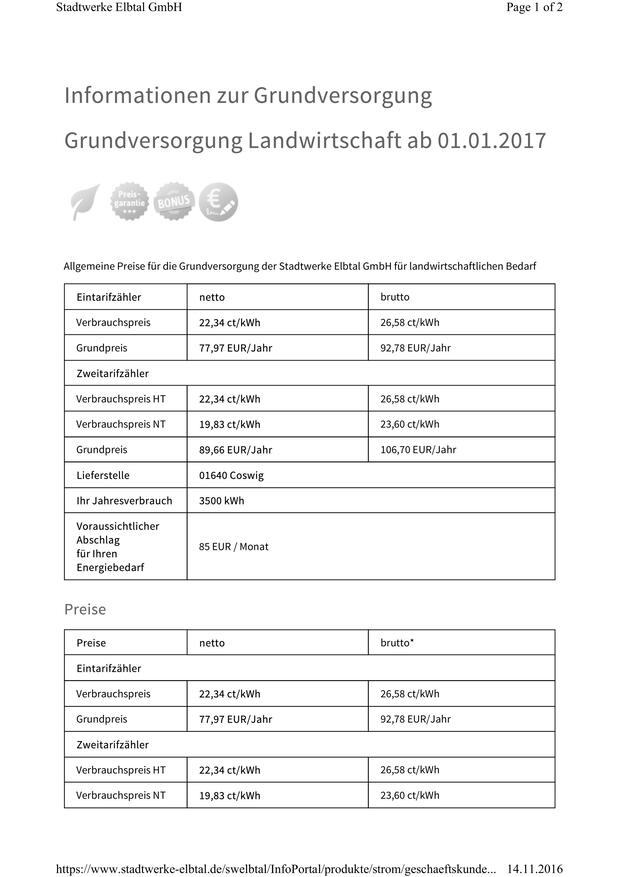 Stadtwerke Elbtal GmbH Page 1 of 2
Informationen zur Grundversorgung
Grundversorgung Landwirtschaft ab 01.01.2017
Preis-
garantie
BONUS
€
Allgemeine Preise für die Grundversorgung der Stadtwerke Elbtal GmbH für landwirtschaftlichen Bedarf
Eintarifzähler netto brutto
Verbrauchspreis 22,34 ct/kWh 26,58 ct/kWh
Grundpreis 77,97 EUR/Jahr 92,78 EUR/Jahr
Zweitarifzähler
Verbrauchspreis HT 22,34 ct/kWh 26,58 ct/kWh
Verbrauchspreis NT 19,83 ct/kWh 23,60 ct/kWh
Grundpreis 89,66 EUR/Jahr 106,70 EUR/Jahr
Lieferstelle 01640 Coswig
Ihr Jahresverbrauch 3500 kWh
Voraussichtlicher
Abschlag
für Ihren
Energiebedarf
85 EUR / Monat
Preise
Preise netto brutto*
Eintarifzähler
Verbrauchspreis 22,34 ct/kWh 26,58 ct/kWh
Grundpreis 77,97 EUR/Jahr 92,78 EUR/Jahr
Zweitarifzähler
Verbrauchspreis HT 22,34 ct/kWh 26,58 ct/kWh
Verbrauchspreis NT 19,83 ct/kWh 23,60 ct/kWh
https://www.stadtwerke-elbtal.de/swelbtal/InfoPortal/produkte/strom/geschaeftskunde... 14.11.2016